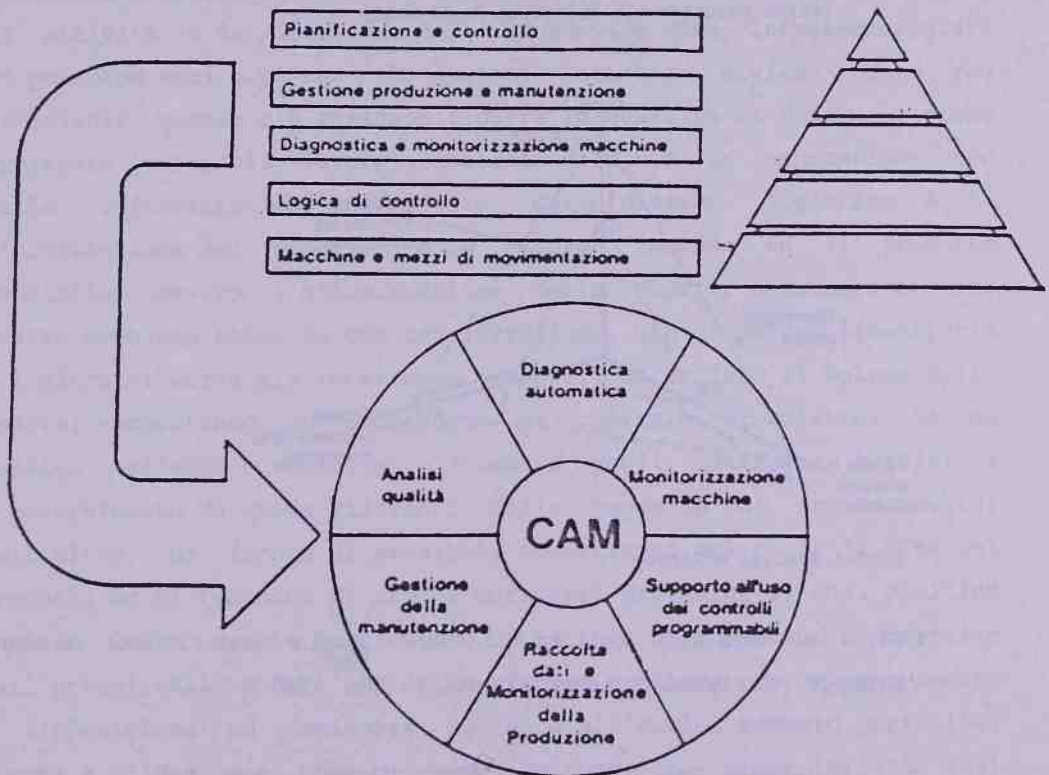 Pianificazione e controllo
Gestione produzione e manutenzione
Diagnostica e monitorizzazione macchine
Logica di controllo
Macchine e mezzi di movimentazione
Diagnostica
automatica
Analisi
qualità
Monitorizzazione
macchine
CAM
Gestione
della
manutenzione
Supporto all'uso
dei controlli
programmabili
Raccolta
dati e
Monitorizzazione
della
Produzione